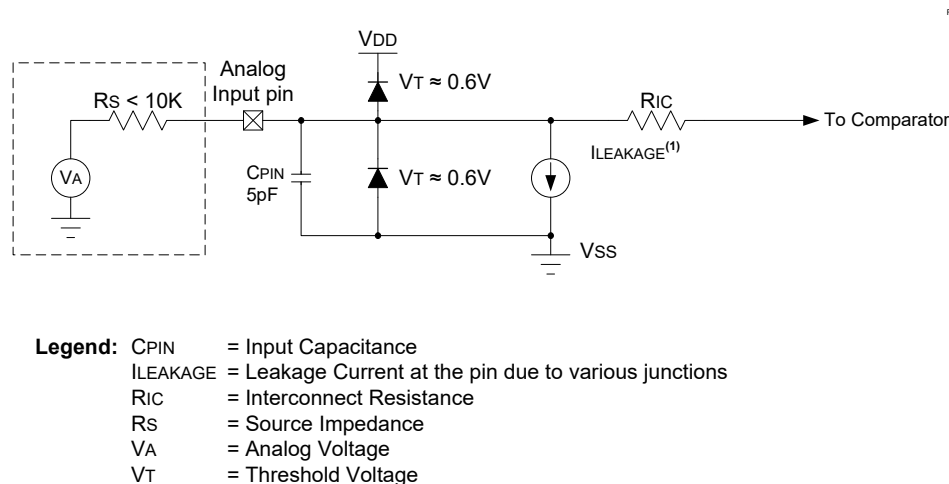 VDD
Analog
Input pin
RS < 10K
VT ≈ 0.6V
RIC
To Comparator
ILEAKAGE(1)
VA
CPIN
5pF
VT ≈ 0.6V
VSS
Legend: CPIN = Input Capacitance
ILEAKAGE = Leakage Current at the pin due to various junctions
RIC = Interconnect Resistance
RS = Source Impedance
VA = Analog Voltage
VT = Threshold Voltage